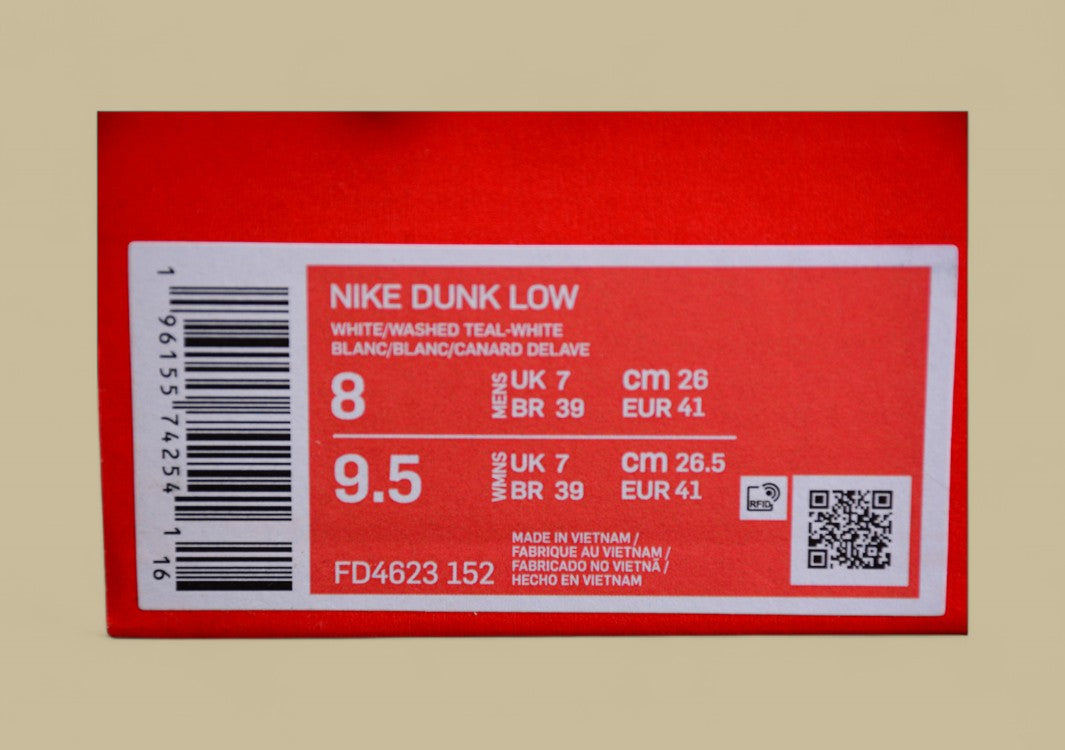 1 96155 74254 1 16
NIKE DUNK LOW
WHITE/WASHED TEAL-WHITE
BLANC/BLANC/CANARD DELAVE
8 MENS UK 7 cm 26
BR 39 EUR 41
9.5 WMNS UK 7 cm 26.5
BR 39 EUR 41
RFID
MADE IN VIETNAM /
FABRIQUE AU VIETNAM /
FABRICADO NO VIETNÃ /
HECHO EN VIETNAM
FD4623 152